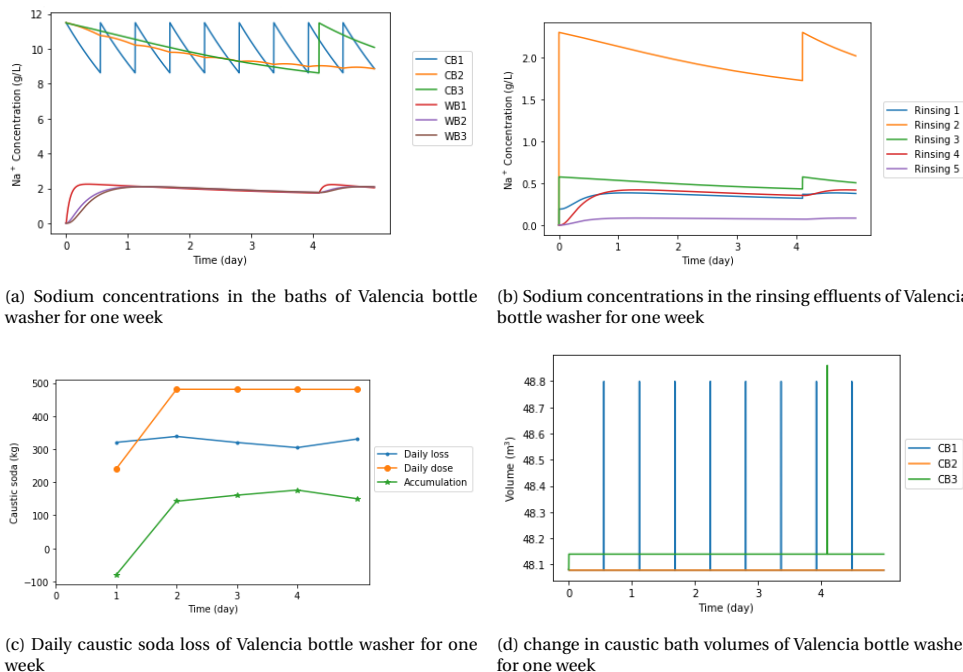 12
10
8
6
4
2
0
Na+ Concentration (g/L)
0 1 2 3 4
Time (day)
CB1
CB2
CB3
WB1
WB2
WB3
2.0
1.5
1.0
0.5
0.0
Na+ Concentration (g/L)
0 1 2 3 4
Time (day)
Rinsing 1
Rinsing 2
Rinsing 3
Rinsing 4
Rinsing 5
(a) Sodium concentrations in the baths of Valencia bottle
washer for one week
(b) Sodium concentrations in the rinsing effluents of Valencia
bottle washer for one week
500
400
300
200
100
0
−100
Caustic soda (kg)
0 1 2 3 4 5
Time (day)
Daily loss
Daily dose
Accumulation
48.8
48.7
48.6
48.5
48.4
48.3
48.2
48.1
Volume (m³)
0 1 2 3 4
Time (day)
CB1
CB2
CB3
(c) Daily caustic soda loss of Valencia bottle washer for one
week
(d) change in caustic bath volumes of Valencia bottle washe
for one week